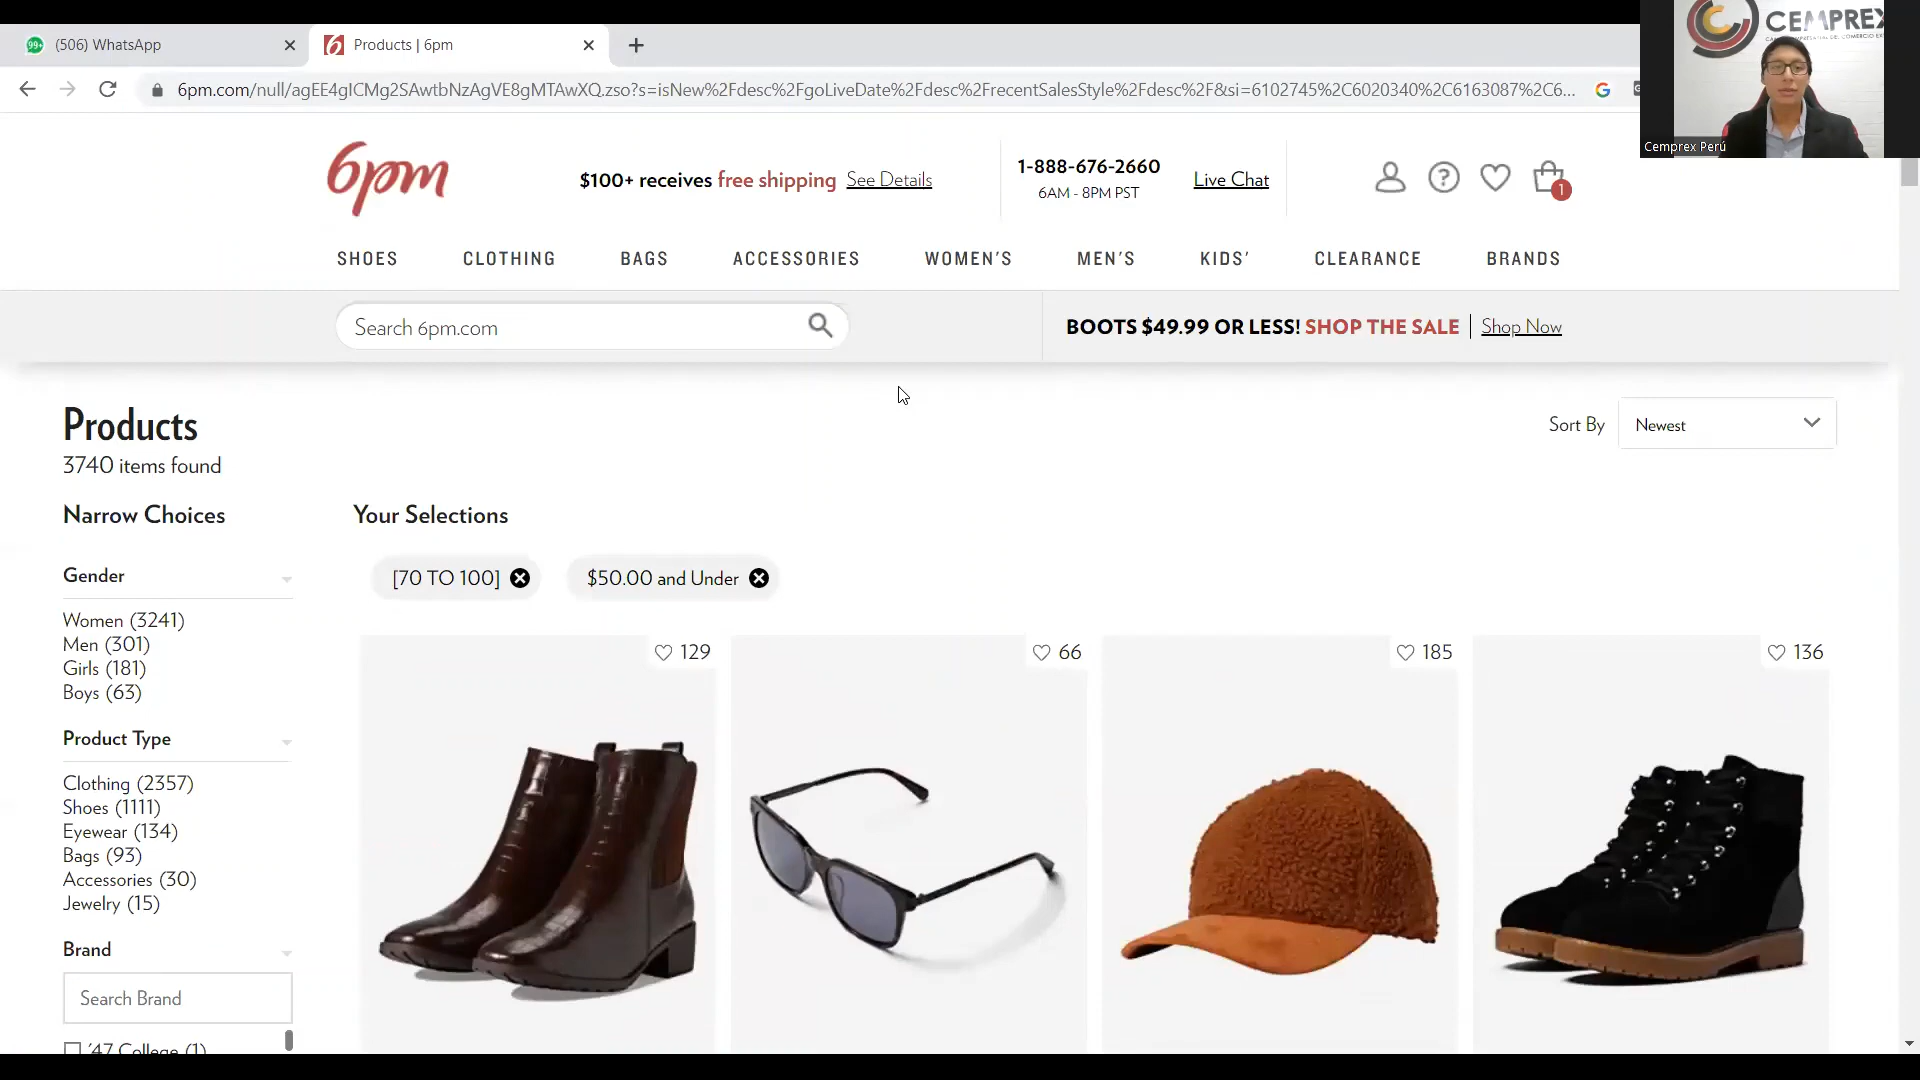 (506) WhatsApp
Products | 6pm
6pm.com/null/agEE4gICMg2SAwtbNzAgVE8gMTAwXQ.zso?s=isNew%2Fdesc%2FgoLiveDate%2Fdesc%2FrecentSalesStyle%2Fdesc%2F&si=6102745%2C6020340%2C6163087%2C6...
CEMPREX
Cemprex Perú
6pm
$100+ receives free shipping See Details
1-888-676-2660
6AM - 8PM PST
Live Chat
1
SHOES CLOTHING BAGS ACCESSORIES WOMEN'S MEN'S KIDS' CLEARANCE BRANDS
Search 6pm.com
BOOTS $49.99 OR LESS! SHOP THE SALE | Shop Now
Products
3740 items found
Sort By Newest
Narrow Choices
Your Selections
[70 TO 100] $50.00 and Under
Gender
Women (3241)
Men (301)
Girls (181)
Boys (63)
Product Type
Clothing (2357)
Shoes (1111)
Eyewear (134)
Bags (93)
Accessories (30)
Jewelry (15)
Brand
Search Brand
'47 College (1)
129
66
185
136